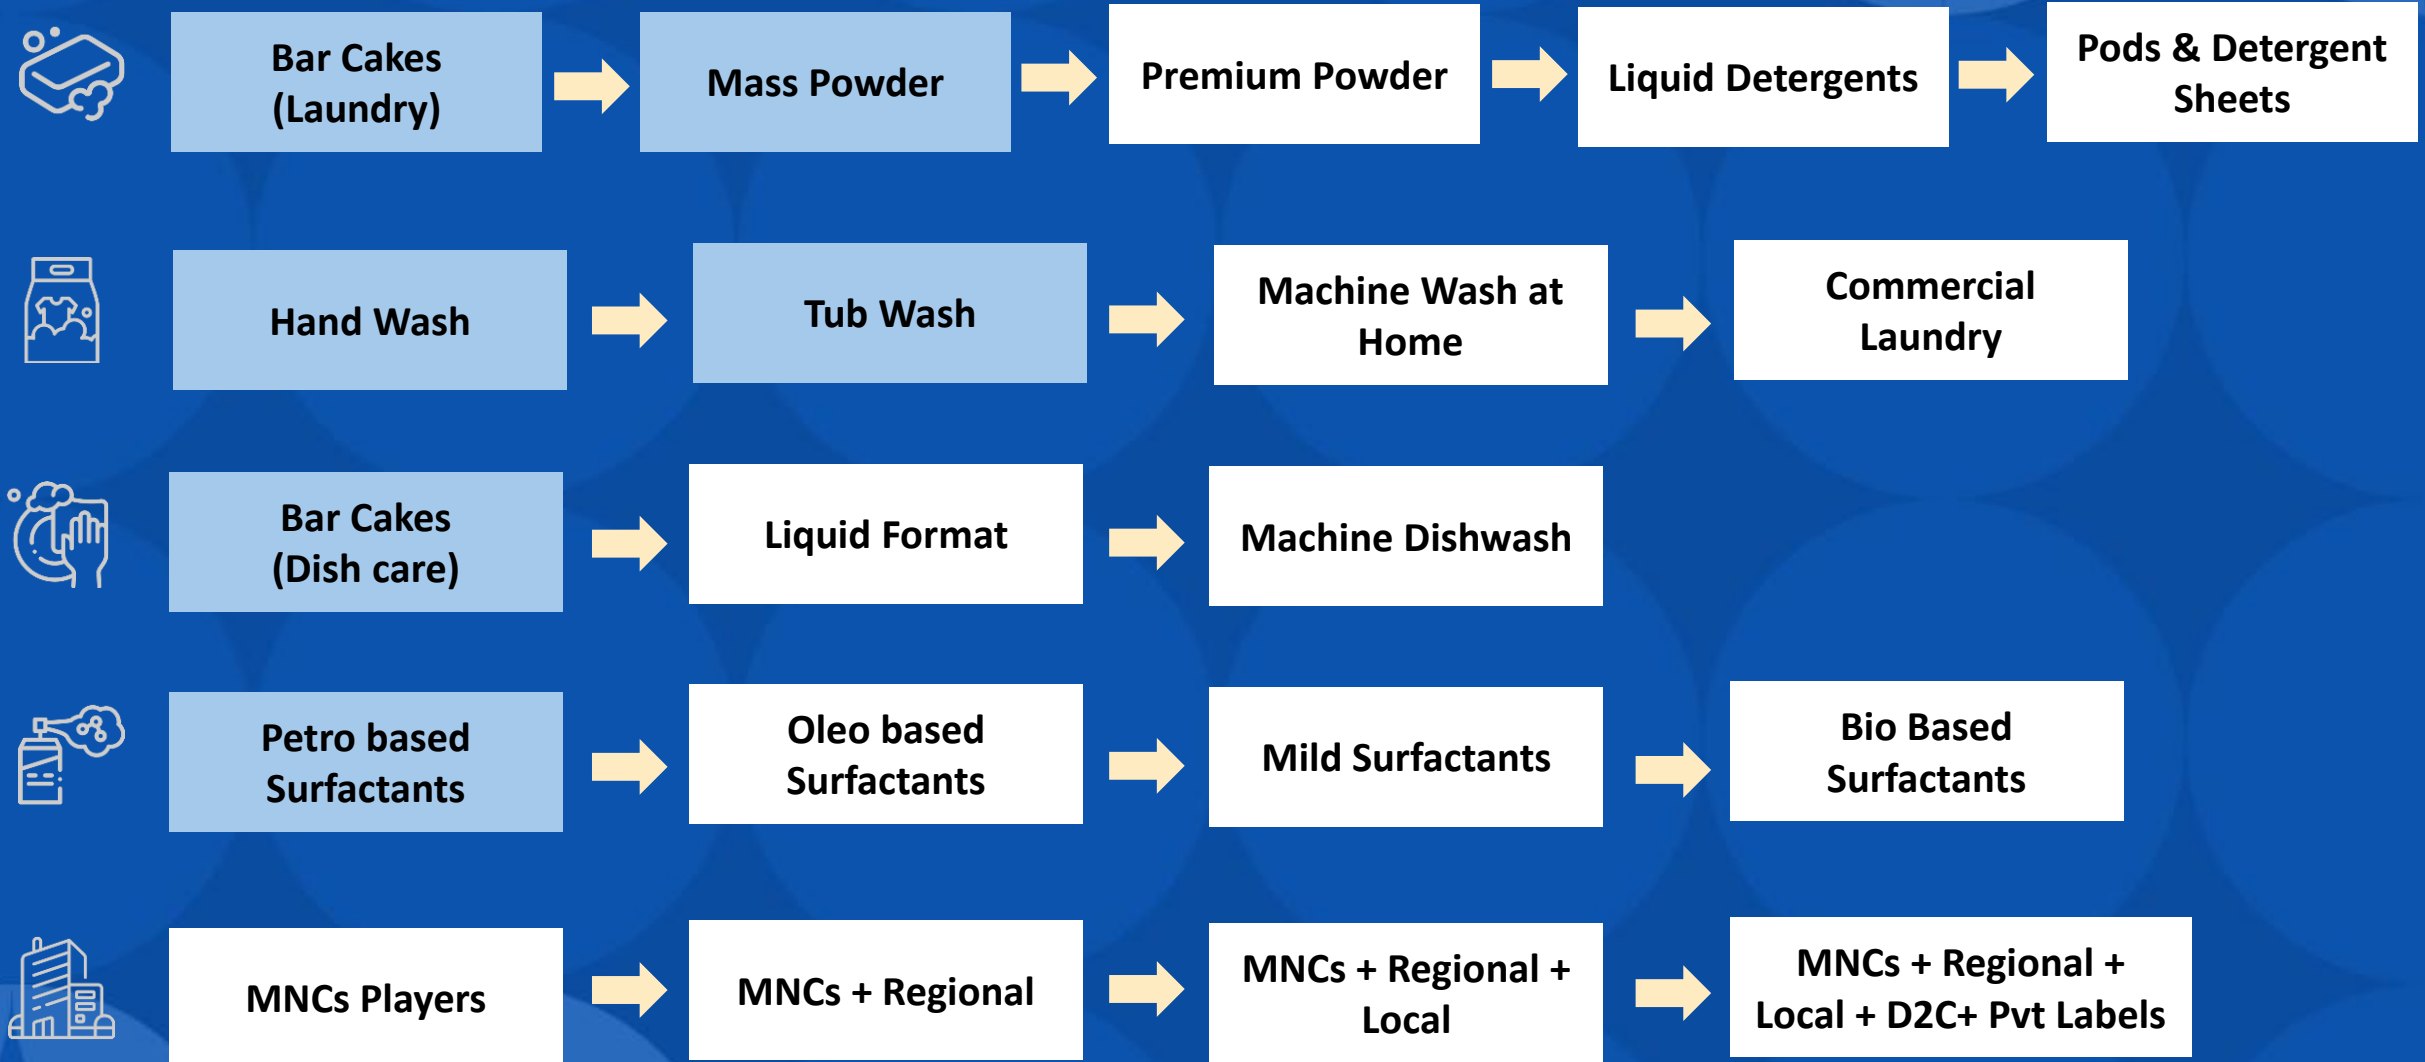 Bar Cakes
(Laundry)
Mass Powder
Premium Powder
Liquid Detergents
Pods & Detergent
Sheets
Hand Wash
Tub Wash
Machine Wash at
Home
Commercial
Laundry
Bar Cakes
(Dish care)
Liquid Format
Machine Dishwash
Petro based
Surfactants
Oleo based
Surfactants
Mild Surfactants
Bio Based
Surfactants
MNCs Players
MNCs + Regional
MNCs + Regional +
Local
MNCs + Regional +
Local + D2C+ Pvt Labels